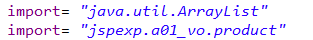 import= "java.util.ArrayList"
import= "jspexp.a01_vo.product"